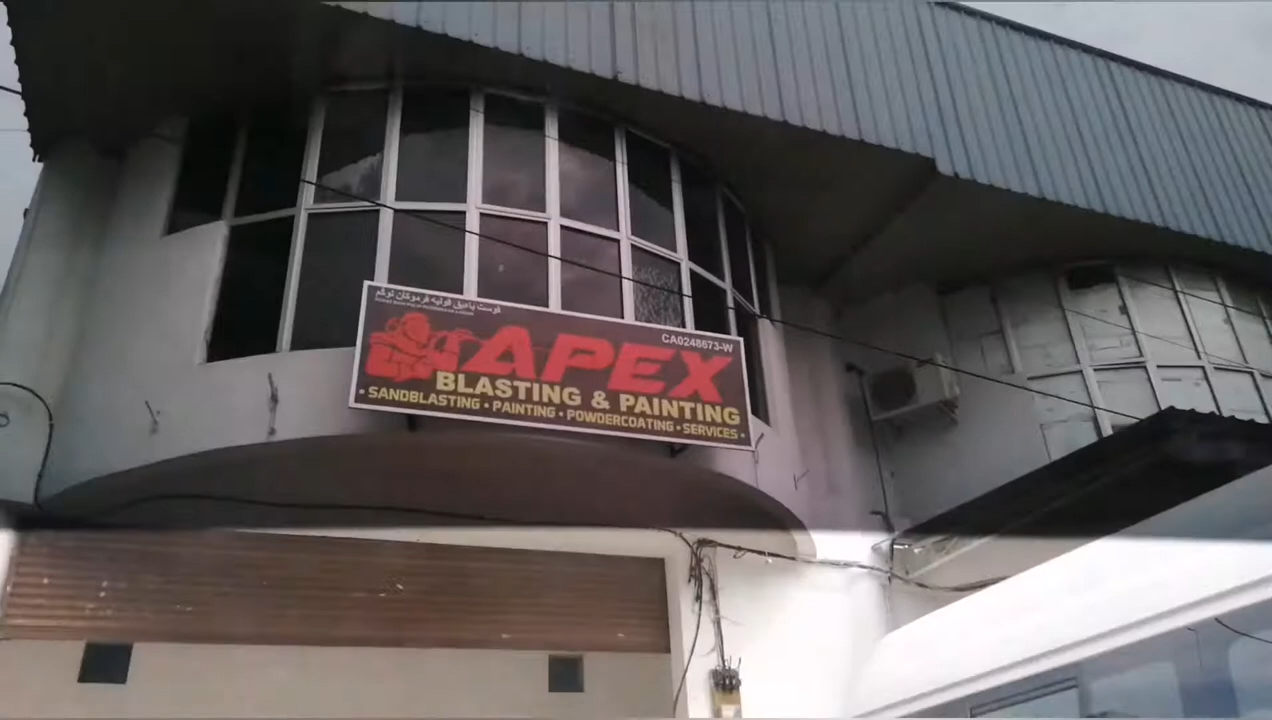 CA0248673-W
APEX
BLASTING & PAINTING
• SANDBLASTING • PAINTING • POWDERCOATING • SERVICES •